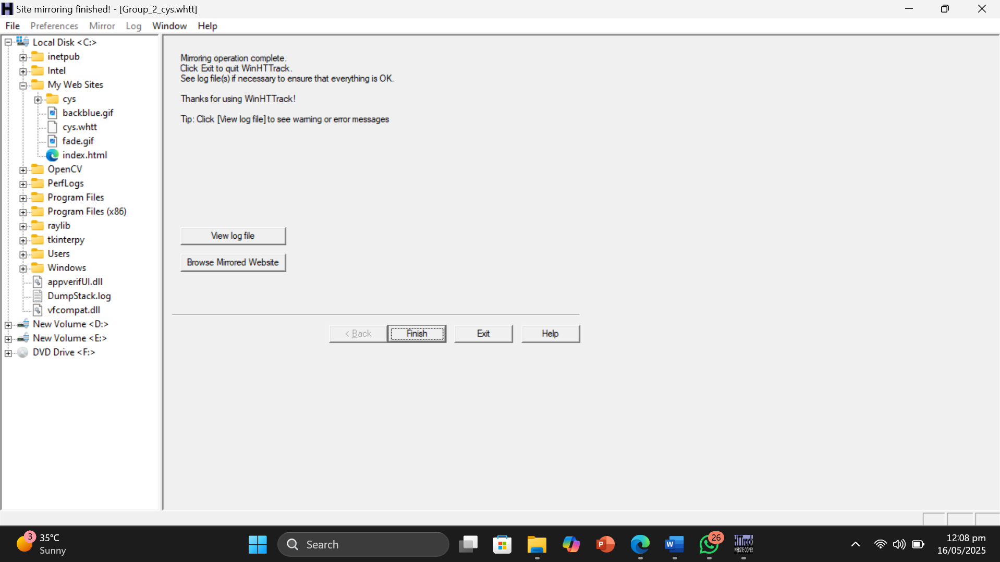 Site mirroring finished! - [Group_2_cys.whtt]
File Preferences Mirror Log Window Help
Local Disk <C:>
inetpub
Intel
My Web Sites
cys
backblue.gif
cys.whtt
fade.gif
index.html
OpenCV
PerfLogs
Program Files
Program Files (x86)
raylib
tkinterpy
Users
Windows
appverifUI.dll
DumpStack.log
vfcompat.dll
New Volume <D:>
New Volume <E:>
DVD Drive <F:>
Mirroring operation complete.
Click Exit to quit WinHTTrack.
See log file(s) if necessary to ensure that everything is OK.
Thanks for using WinHTTrack!
Tip: Click [View log file] to see warning or error messages
View log file
Browse Mirrored Website
< Back
Finish
Exit
Help
3
35°C
Sunny
Search
P
W
26
HTTrack
WEBSITE COPIER
12:08 pm
16/05/2025